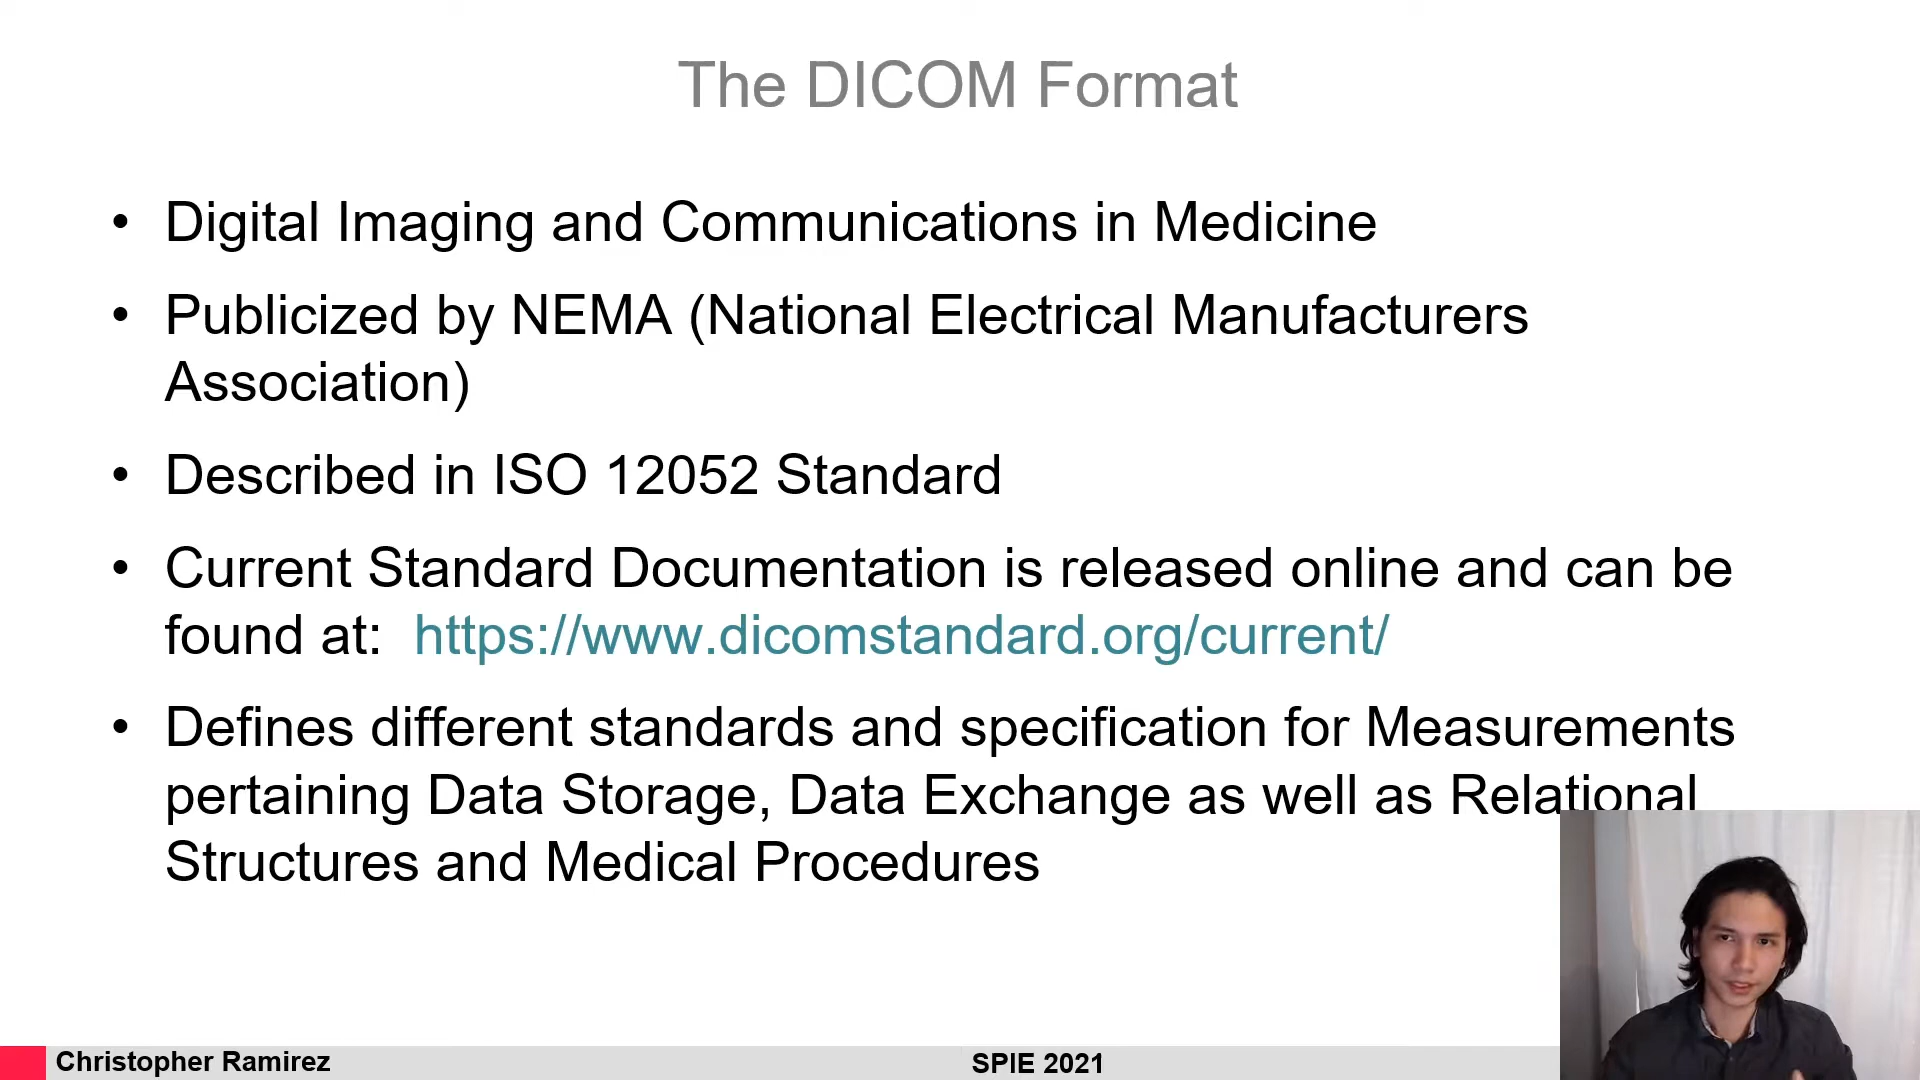 The DICOM Format
• Digital Imaging and Communications in Medicine
• Publicized by NEMA (National Electrical Manufacturers
Association)
• Described in ISO 12052 Standard
• Current Standard Documentation is released online and can be
found at: https://www.dicomstandard.org/current/
• Defines different standards and specification for Measurements
pertaining Data Storage, Data Exchange as well as Relational
Structures and Medical Procedures
Christopher Ramirez
SPIE 2021